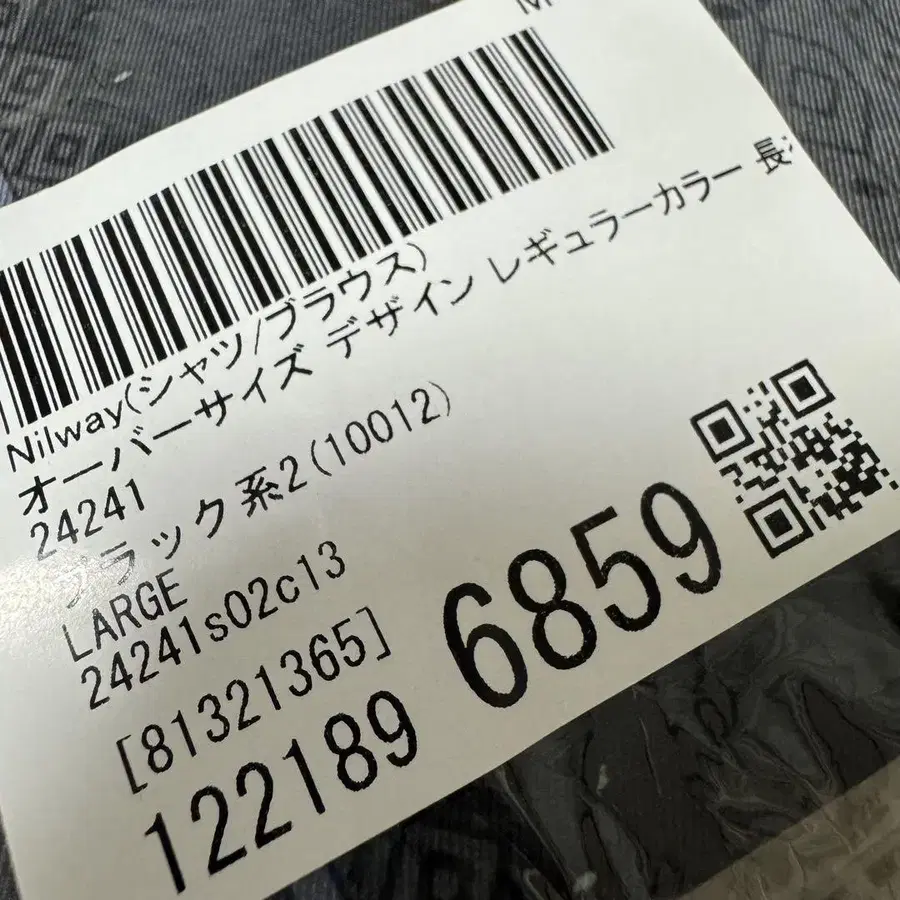 Nilway(シャツ/ブラウス)
オーバーサイズ デザイン レギュラーカラー 長
24241
ブラック系2(10012)
LARGE
24241s02c13
[81321365]
122189 6859